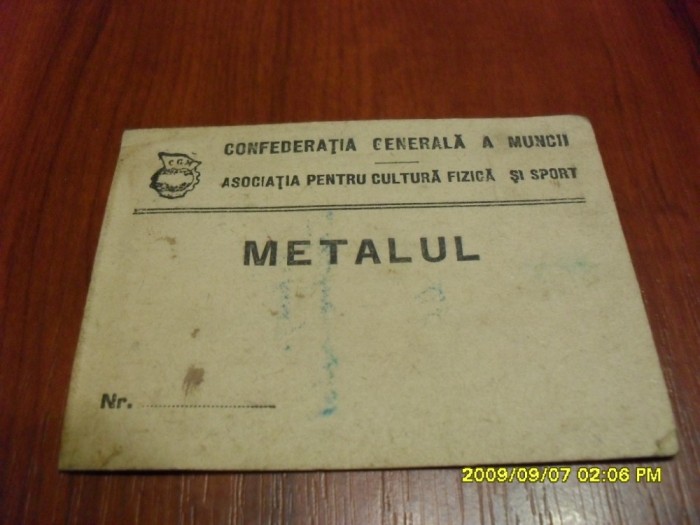 C.G.M
CONFEDERAŢIA GENERALĂ A MUNCII
ASOCIAŢIA PENTRU CULTURĂ FIZICĂ ŞI SPORT
METALUL
Nr. ........................
2009/09/07 02:06 PM